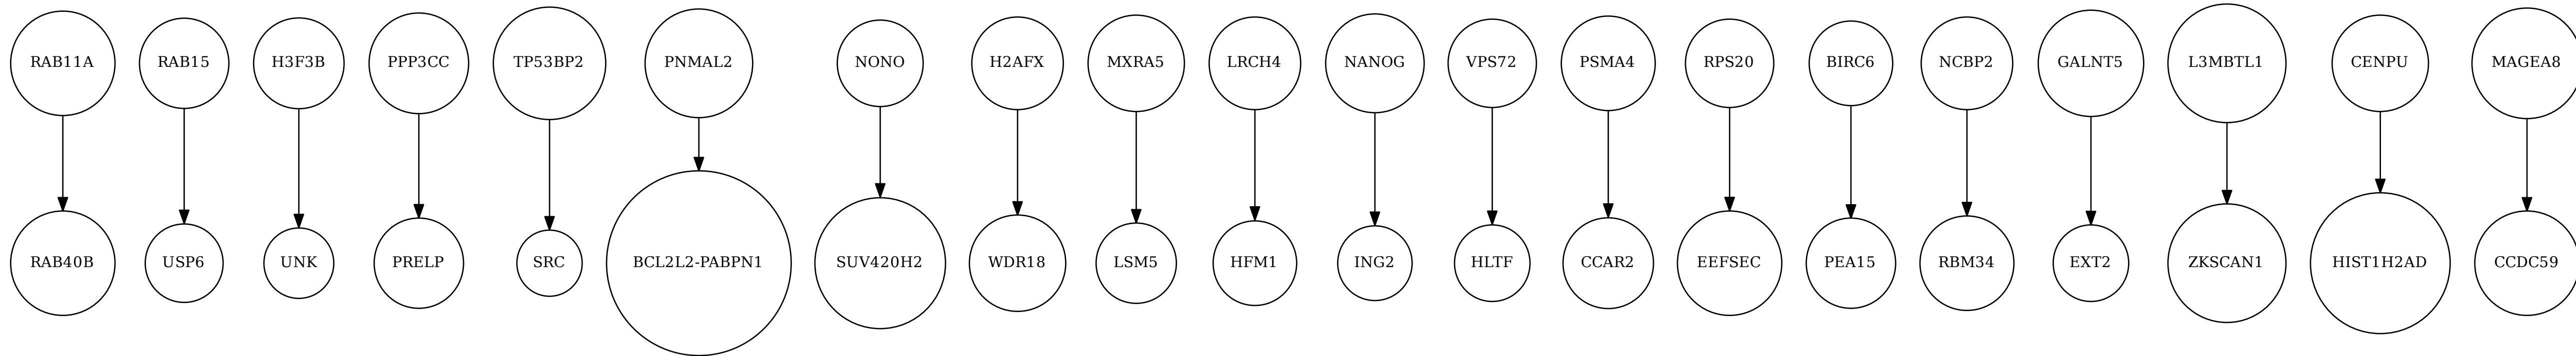 RAB11A RAB15 H3F3B PPP3CC TP53BP2 PNMAL2 NONO H2AFX MXRA5 LRCH4 NANOG VPS72 PSMA4 RPS20 BIRC6 NCBP2 GALNT5 L3MBTL1 CENPU MAGEA8
RAB40B USP6 UNK PRELP SRC BCL2L2-PABPN1 SUV420H2 WDR18 LSM5 HFM1 ING2 HLTF CCAR2 EEFSEC PEA15 RBM34 EXT2 ZKSCAN1 HIST1H2AD CCDC59